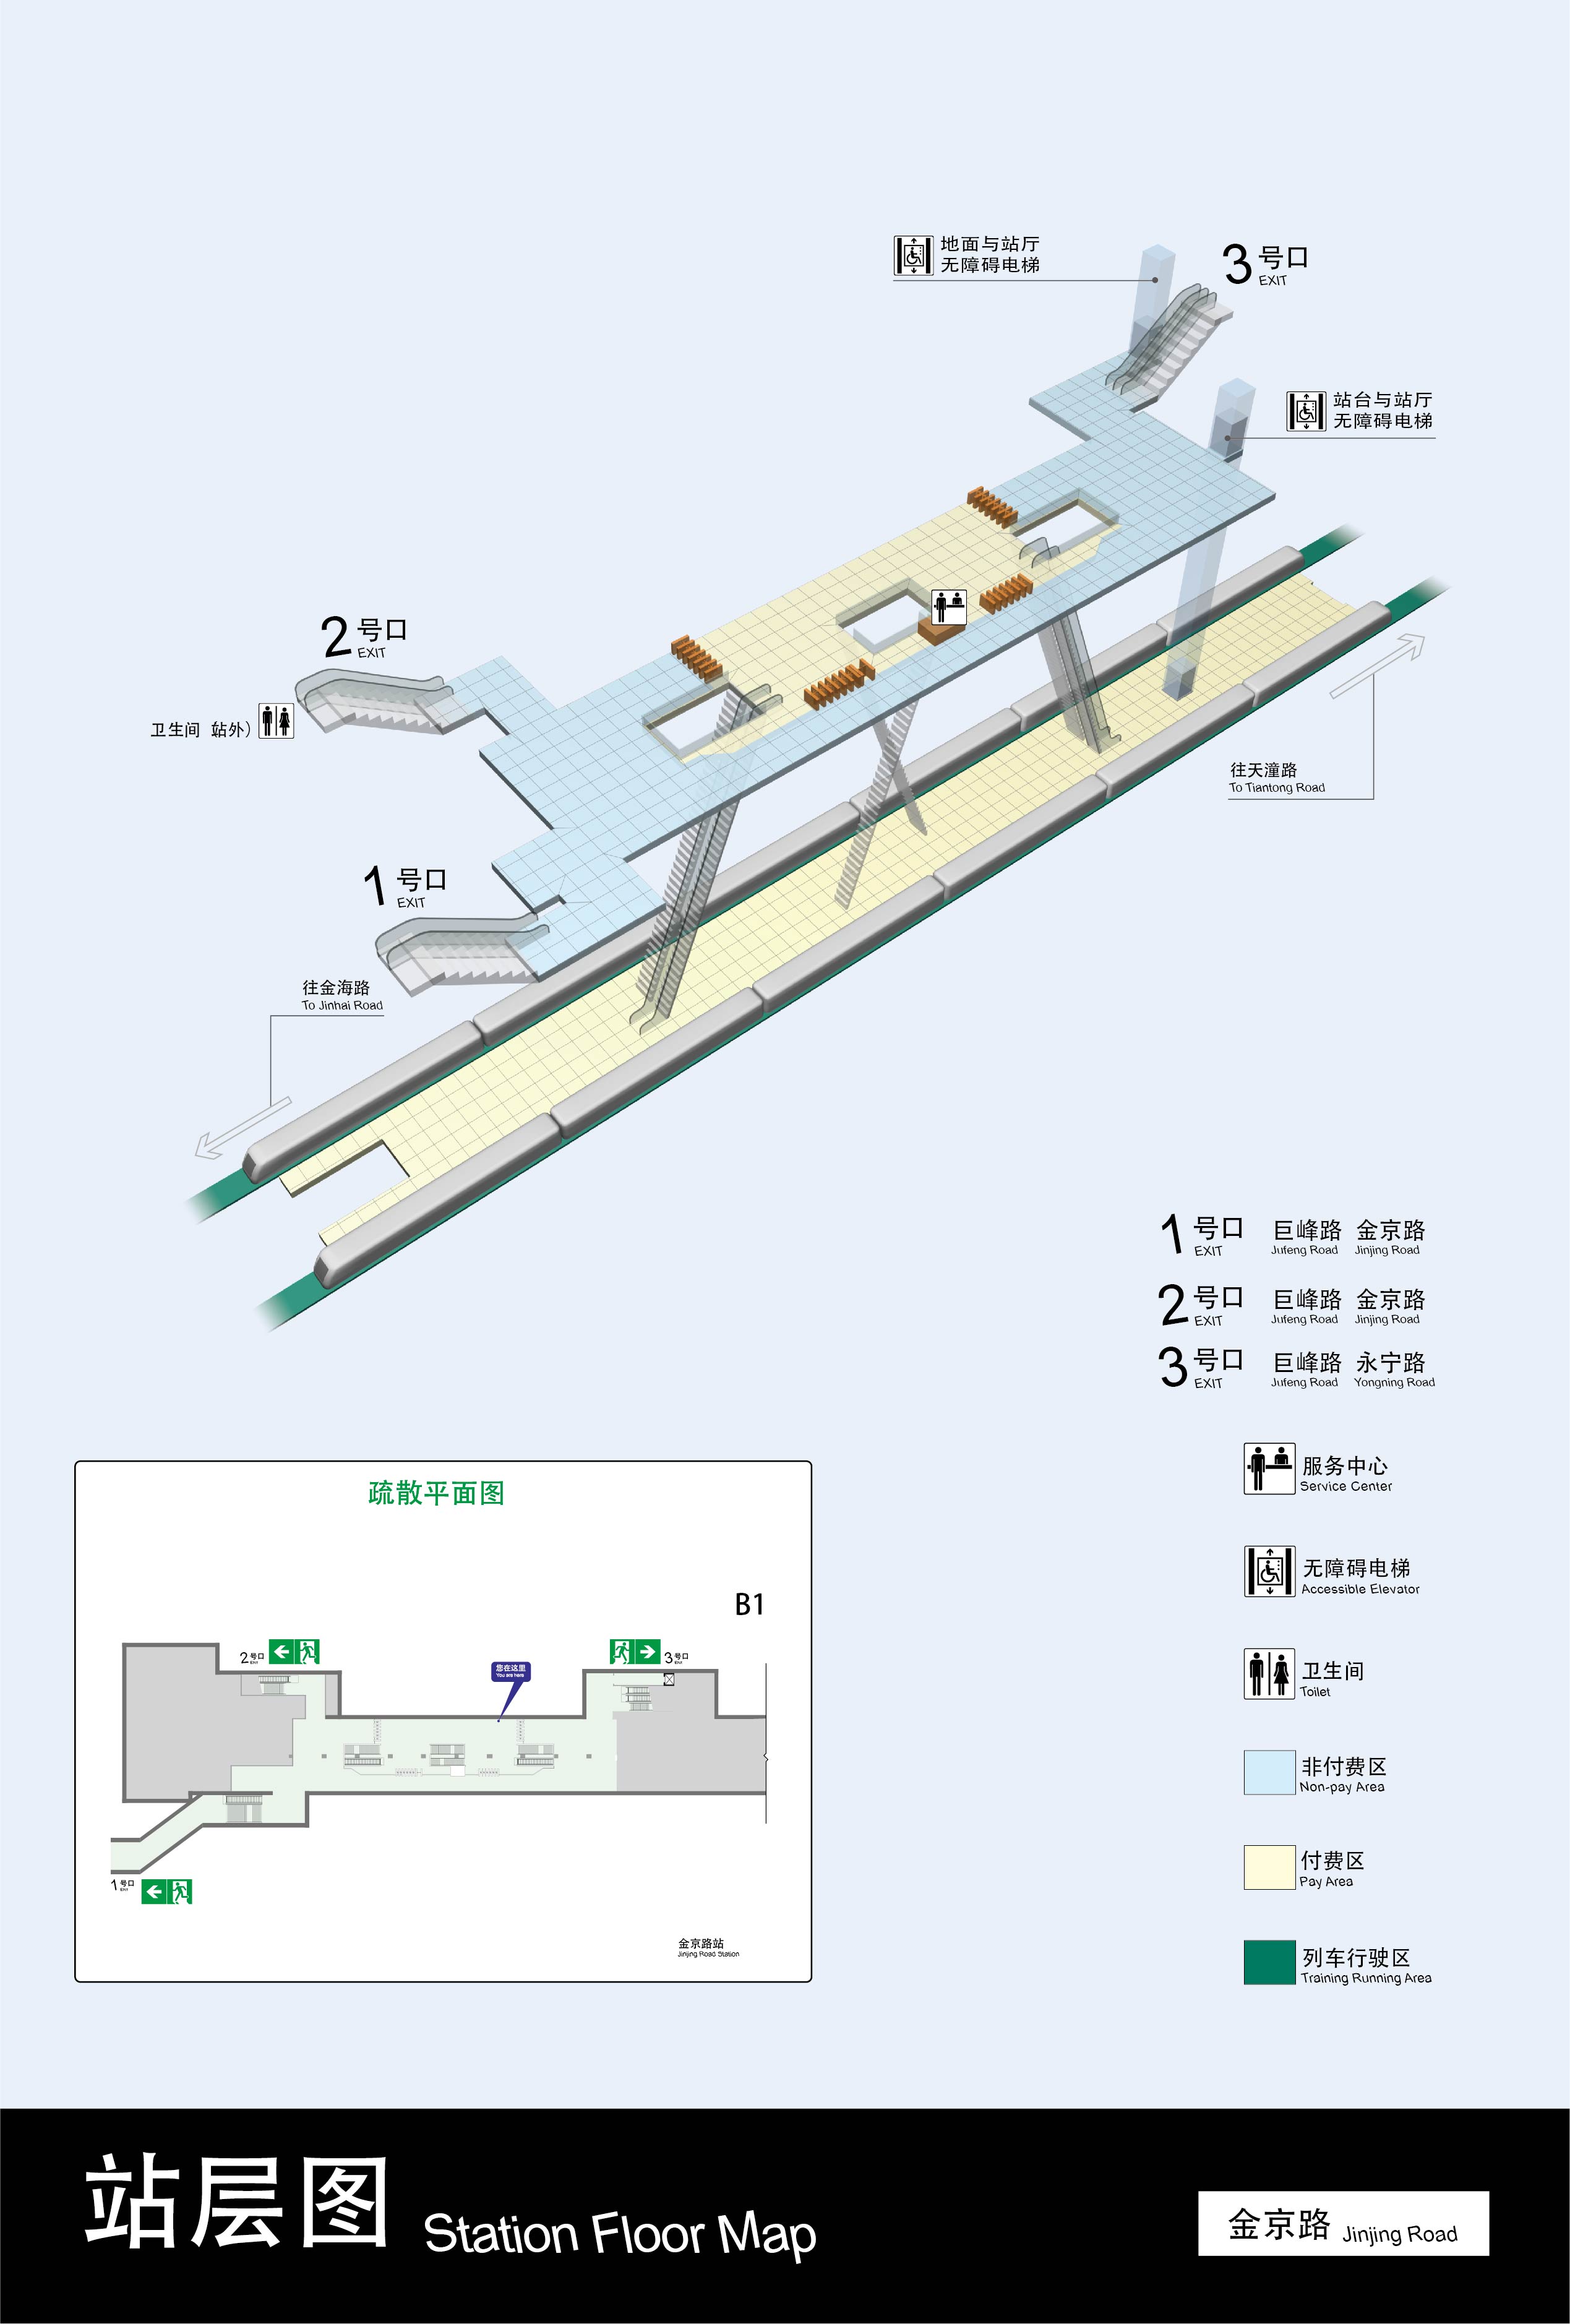 地面与站厅
无障碍电梯
3 号口
EXIT
站台与站厅
无障碍电梯
2 号口
EXIT
卫生间 站外）
往天潼路
To Tiantong Road
1 号口
EXIT
往金海路
To Jinhai Road
1 号口 巨峰路 金京路
EXIT Jufeng Road Jinjing Road
2 号口 巨峰路 金京路
EXIT Jufeng Road Jinjing Road
3 号口 巨峰路 永宁路
EXIT Jufeng Road Yongning Road
服务中心
Service Center
无障碍电梯
Accessible Elevator
卫生间
Toilet
非付费区
Non-pay Area
付费区
Pay Area
列车行驶区
Training Running Area
疏散平面图
B1
2 号口
EXIT
您在这里
You are here
3 号口
EXIT
1 号口
EXIT
金京路站
Jinjing Road Station
站层图 Station Floor Map
金京路 Jinjing Road